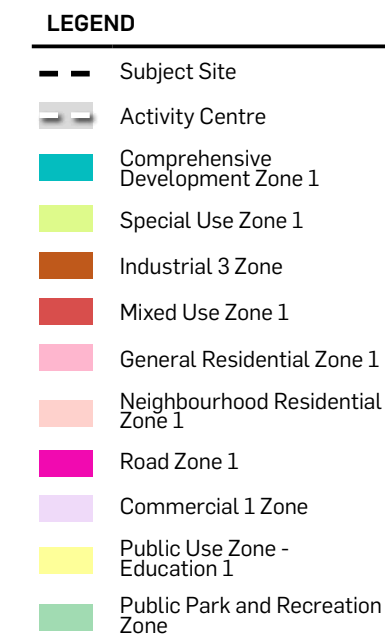 LEGEND
Subject Site
Activity Centre
Comprehensive
Development Zone 1
Special Use Zone 1
Industrial 3 Zone
Mixed Use Zone 1
General Residential Zone 1
Neighbourhood Residential
Zone 1
Road Zone 1
Commercial 1 Zone
Public Use Zone -
Education 1
Public Park and Recreation
Zone